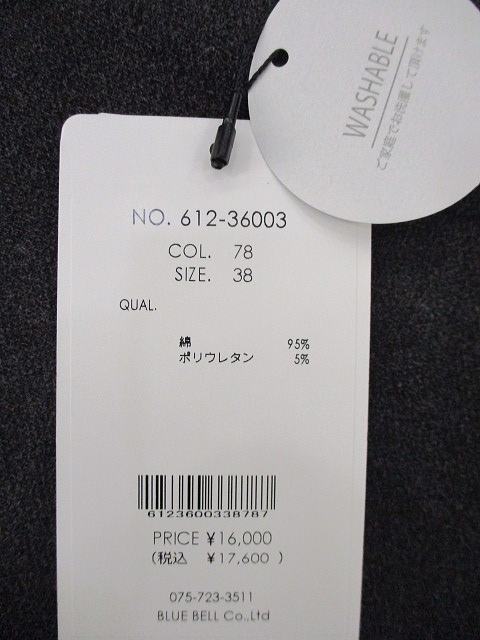 WASHABLE
ご家庭でお洗濯して頂けます
NO. 612-36003
COL. 78
SIZE. 38
QUAL.
綿 95%
ポリウレタン 5%
6123600338787
PRICE ¥16,000
(税込 ¥17,600 )
075-723-3511
BLUE BELL Co.,Ltd